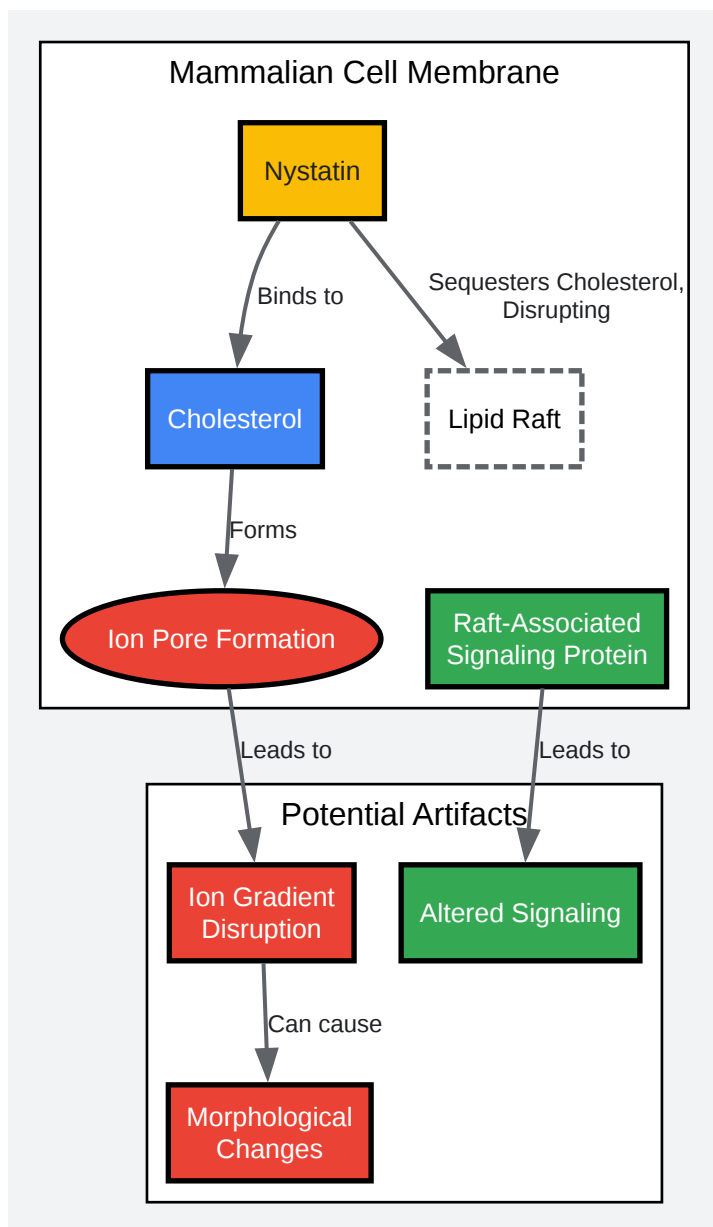 Mammalian Cell Membrane
Nystatin
Binds to
Sequesters Cholesterol,
Disrupting
Cholesterol
Lipid Raft
Forms
Ion Pore Formation
Raft-Associated
Signaling Protein
Leads to
Leads to
Potential Artifacts
Ion Gradient
Disruption
Altered Signaling
Can cause
Morphological
Changes